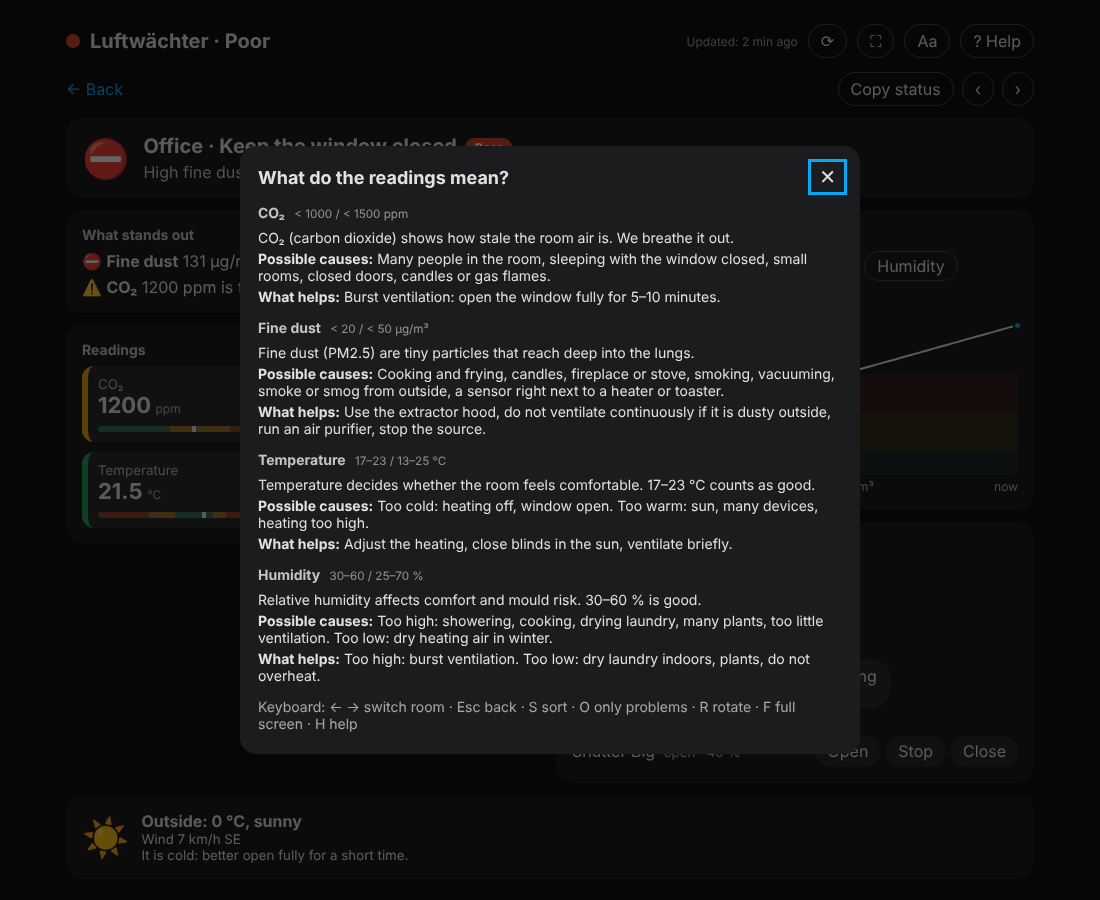 Luftwächter · Poor
Updated: 2 min ago
Aa
? Help
← Back
Copy status
‹
›
Office · Keep the window closed
Poor
High fine
What stands out
Fine dust 131 µg/
CO₂ 1200 ppm is
Humidity
Readings
CO₂
1200 ppm
Temperature
21.5 °C
now
What do the readings mean?
✕
CO₂ < 1000 / < 1500 ppm
CO₂ (carbon dioxide) shows how stale the room air is. We breathe it out.
Possible causes: Many people in the room, sleeping with the window closed, small
rooms, closed doors, candles or gas flames.
What helps: Burst ventilation: open the window fully for 5–10 minutes.
Fine dust < 20 / < 50 µg/m³
Fine dust (PM2.5) are tiny particles that reach deep into the lungs.
Possible causes: Cooking and frying, candles, fireplace or stove, smoking, vacuuming,
smoke or smog from outside, a sensor right next to a heater or toaster.
What helps: Use the extractor hood, do not ventilate continuously if it is dusty outside,
run an air purifier, stop the source.
Temperature 17–23 / 13–25 °C
Temperature decides whether the room feels comfortable. 17–23 °C counts as good.
Possible causes: Too cold: heating off, window open. Too warm: sun, many devices,
heating too high.
What helps: Adjust the heating, close blinds in the sun, ventilate briefly.
Humidity 30–60 / 25–70 %
Relative humidity affects comfort and mould risk. 30–60 % is good.
Possible causes: Too high: showering, cooking, drying laundry, many plants, too little
ventilation. Too low: dry heating air in winter.
What helps: Too high: burst ventilation. Too low: dry laundry indoors, plants, do not
overheat.
Keyboard: ← → switch room · Esc back · S sort · O only problems · R rotate · F full
screen · H help
Open
Stop
Close
Outside: 0 °C, sunny
Wind 7 km/h SE
It is cold: better open fully for a short time.